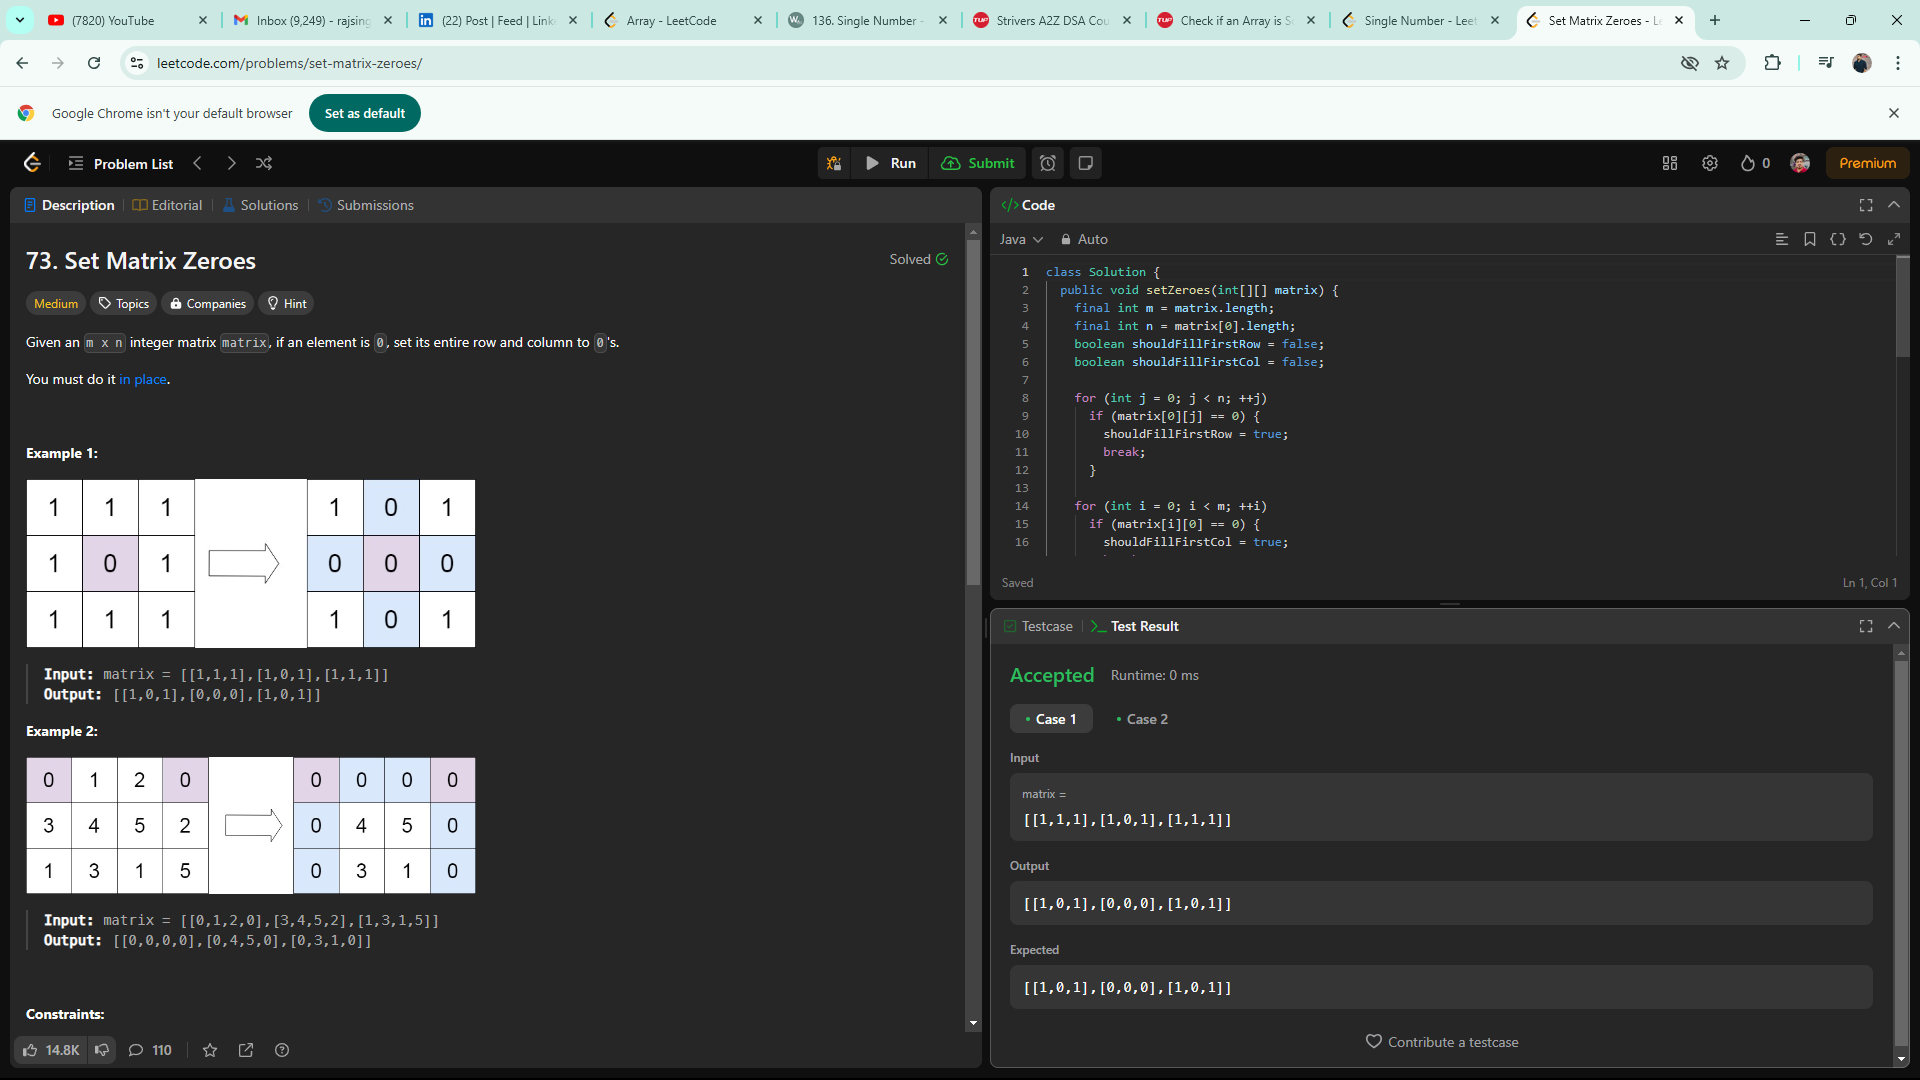 (7820) YouTube
Inbox (9,249) - rajsing
(22) Post | Feed | Link
Array - LeetCode
136. Single Number -
Strivers A2Z DSA Cou
Check if an Array is S
Single Number - Leet
Set Matrix Zeroes - L
leetcode.com/problems/set-matrix-zeroes/
Google Chrome isn't your default browser
Set as default
Problem List
Run
Submit
0
Premium
Description
Editorial
Solutions
Submissions
73. Set Matrix Zeroes
Solved
Medium
Topics
Companies
Hint
Given an m x n integer matrix matrix, if an element is 0, set its entire row and column to 0's.
You must do it in place.
Example 1:
1 1 1 1 0 1
1 0 1 0 0 0
1 1 1 1 0 1
Input: matrix = [[1,1,1],[1,0,1],[1,1,1]]
Output: [[1,0,1],[0,0,0],[1,0,1]]
Example 2:
0 1 2 0 0 0 0 0
3 4 5 2 0 4 5 0
1 3 1 5 0 3 1 0
Input: matrix = [[0,1,2,0],[3,4,5,2],[1,3,1,5]]
Output: [[0,0,0,0],[0,4,5,0],[0,3,1,0]]
Constraints:
14.8K
110
Code
Java
Auto
1 class Solution {
2 public void setZeroes(int[][] matrix) {
3 final int m = matrix.length;
4 final int n = matrix[0].length;
5 boolean shouldFillFirstRow = false;
6 boolean shouldFillFirstCol = false;
7
8 for (int j = 0; j < n; ++j)
9 if (matrix[0][j] == 0) {
10 shouldFillFirstRow = true;
11 break;
12 }
13
14 for (int i = 0; i < m; ++i)
15 if (matrix[i][0] == 0) {
16 shouldFillFirstCol = true;
Saved
Ln 1, Col 1
Testcase
Test Result
Accepted
Runtime: 0 ms
Case 1
Case 2
Input
matrix =
[[1,1,1],[1,0,1],[1,1,1]]
Output
[[1,0,1],[0,0,0],[1,0,1]]
Expected
[[1,0,1],[0,0,0],[1,0,1]]
Contribute a testcase